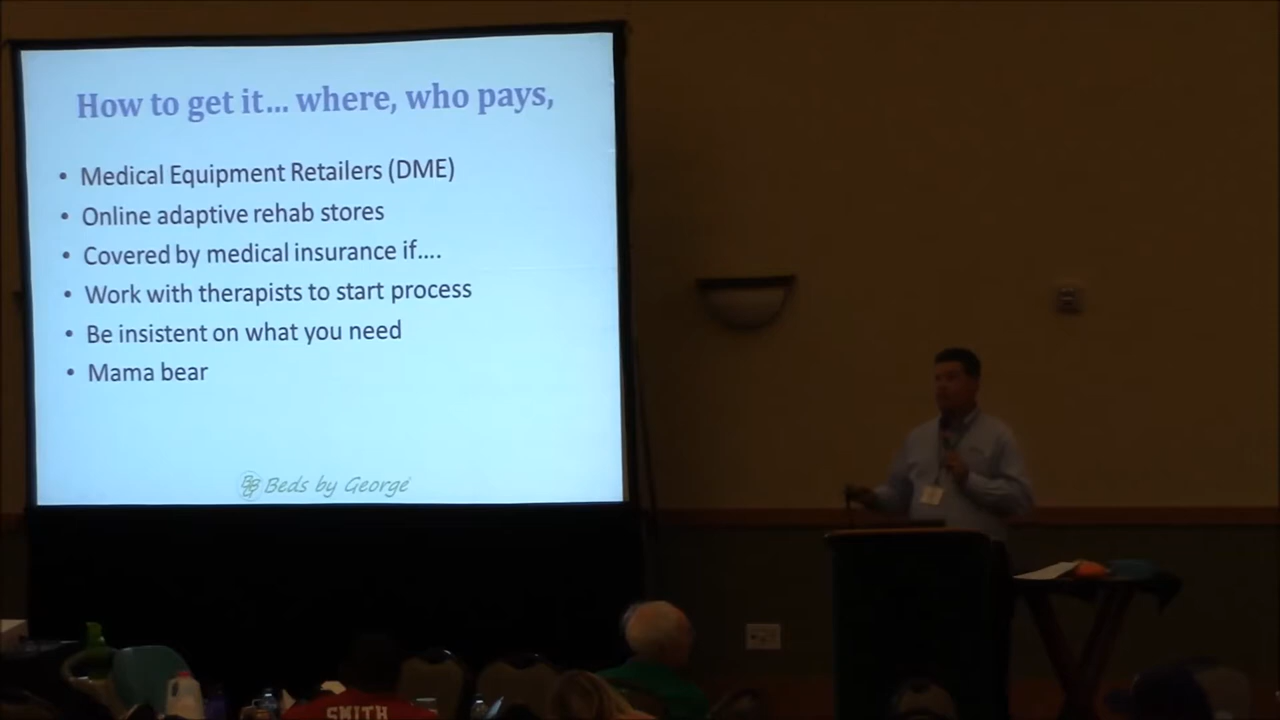 How to get it... where, who pays,
• Medical Equipment Retailers (DME)
• Online adaptive rehab stores
• Covered by medical insurance if....
• Work with therapists to start process
• Be insistent on what you need
• Mama bear
Beds by George
SMITH